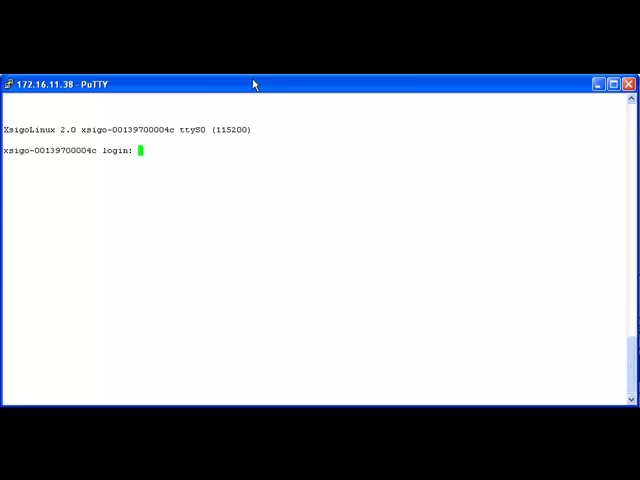 172.16.11.38 - PuTTY
XsigoLinux 2.0 xsigo-00139700004c ttyS0 (115200)
xsigo-00139700004c login: